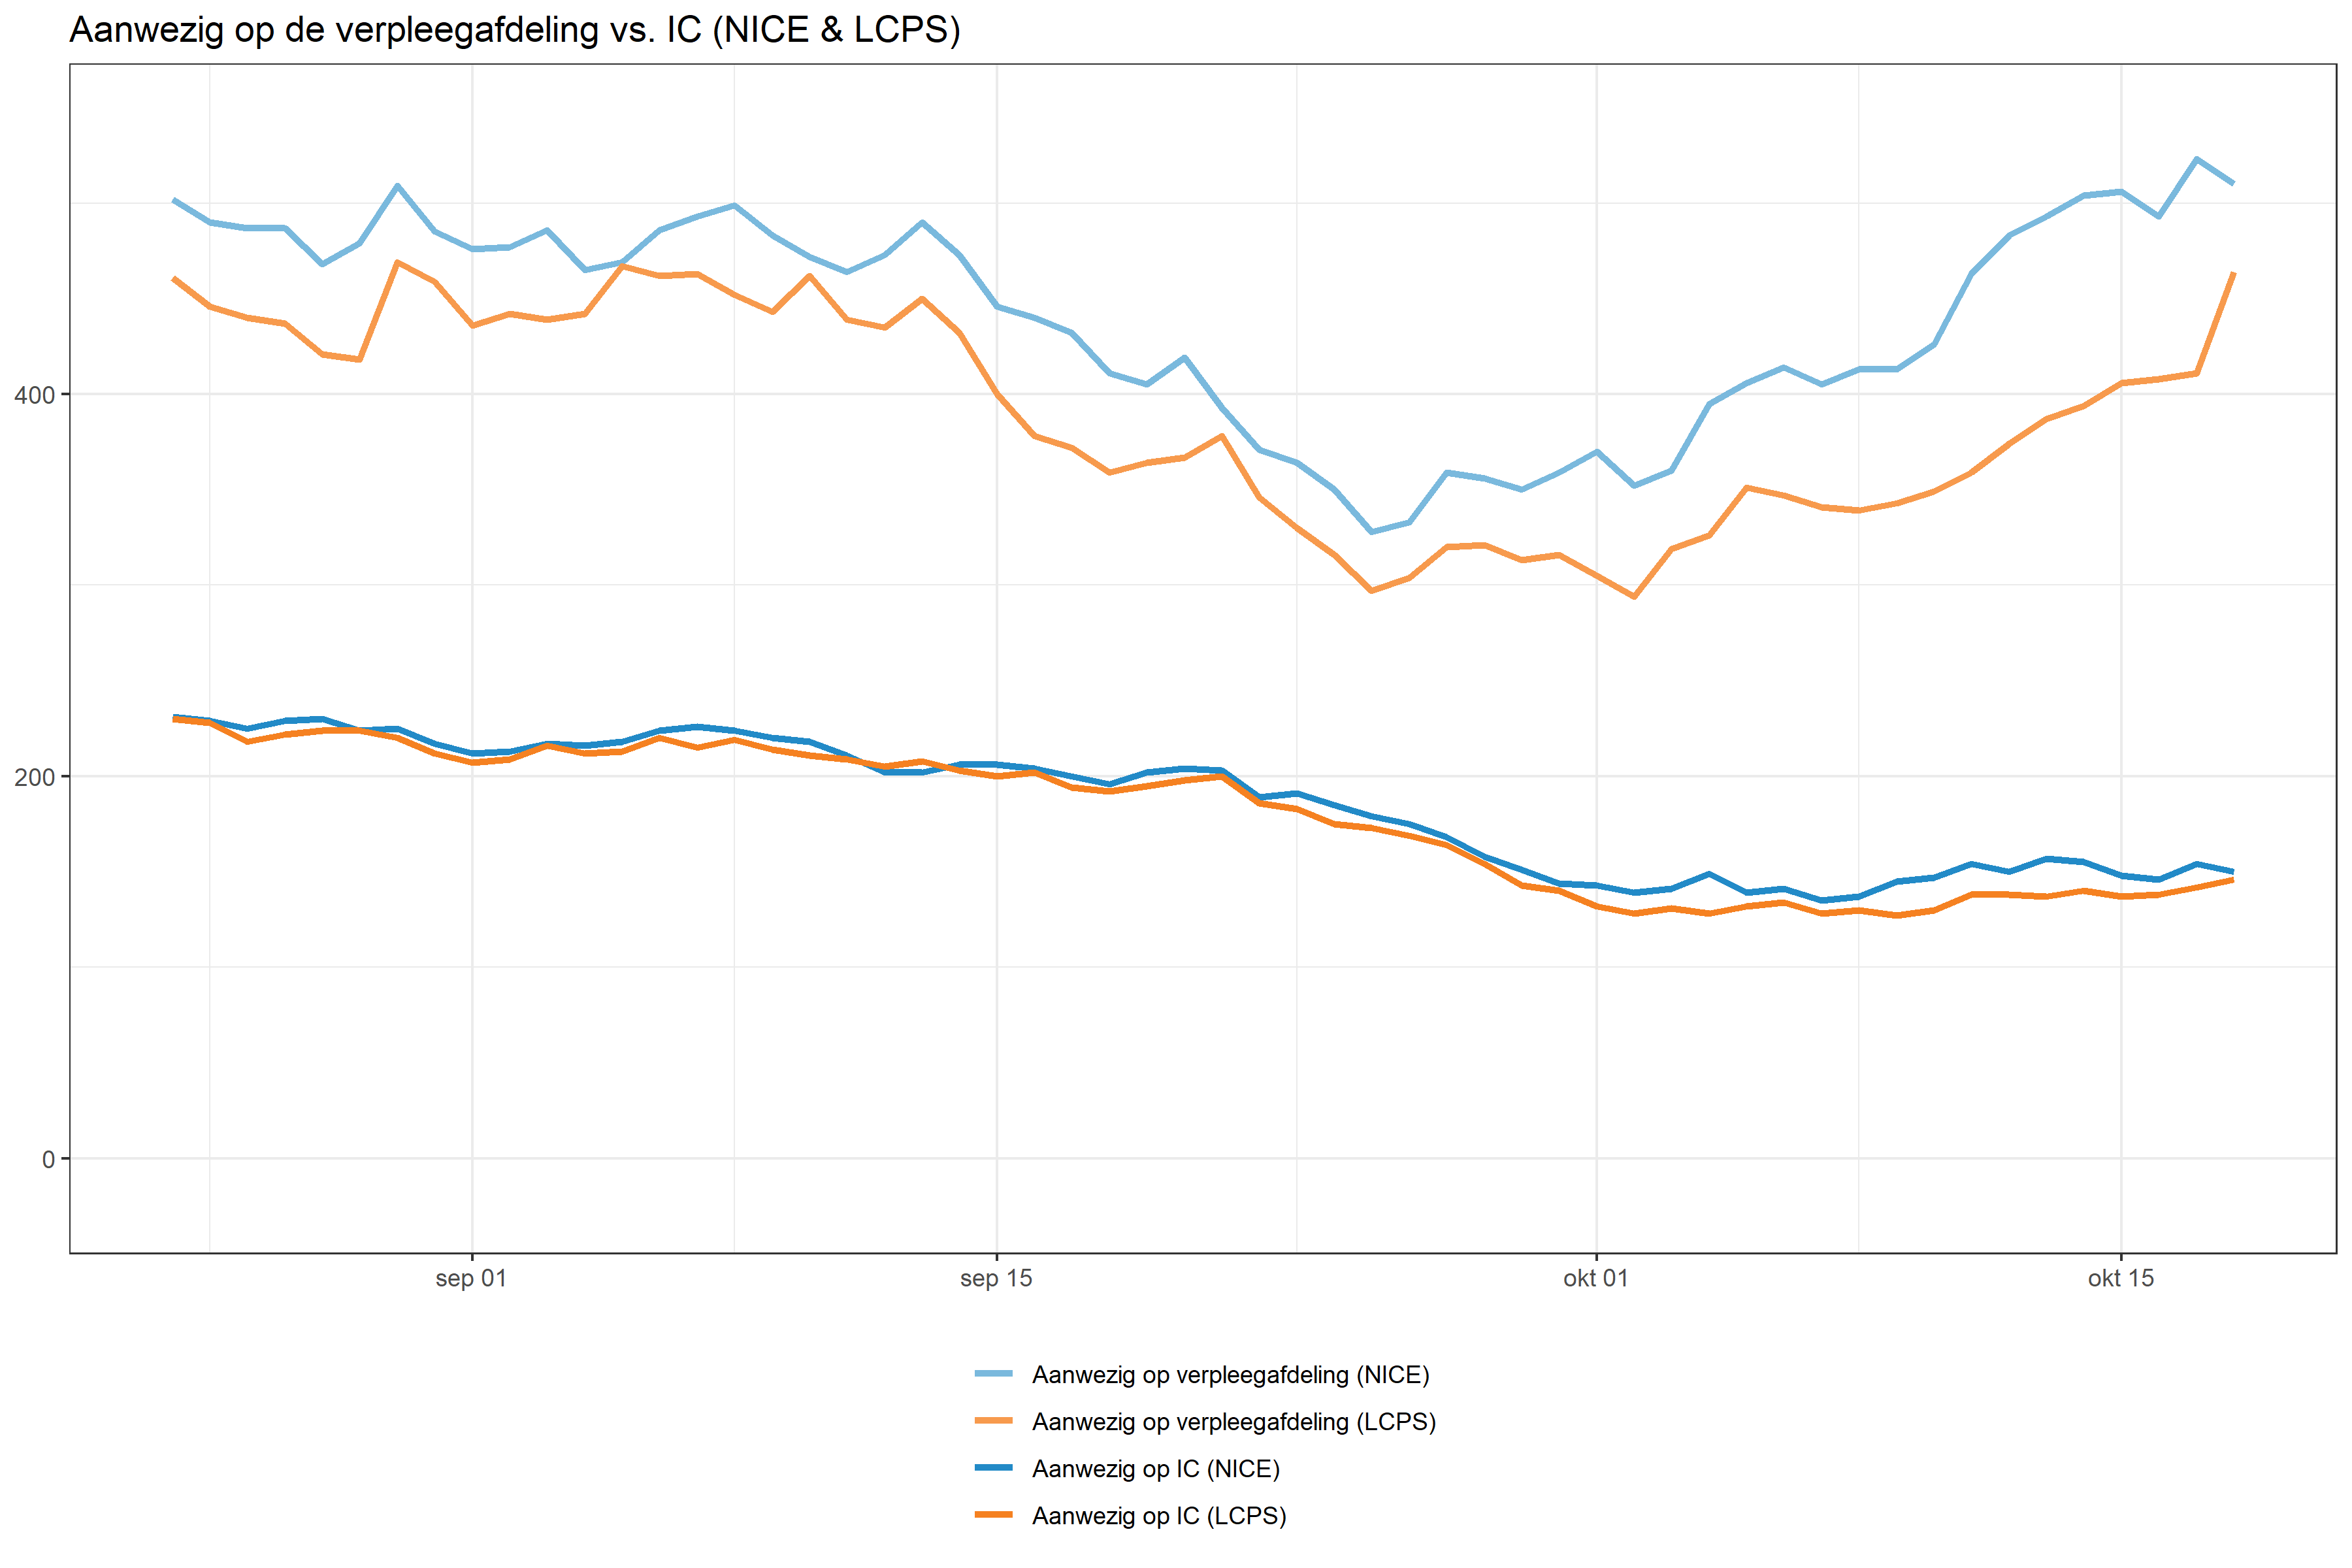 Aanwezig op de verpleegafdeling vs. IC (NICE & LCPS)
400
200
0
sep 01
sep 15
okt 01
okt 15
Aanwezig op verpleegafdeling (NICE)
Aanwezig op verpleegafdeling (LCPS)
Aanwezig op IC (NICE)
Aanwezig op IC (LCPS)